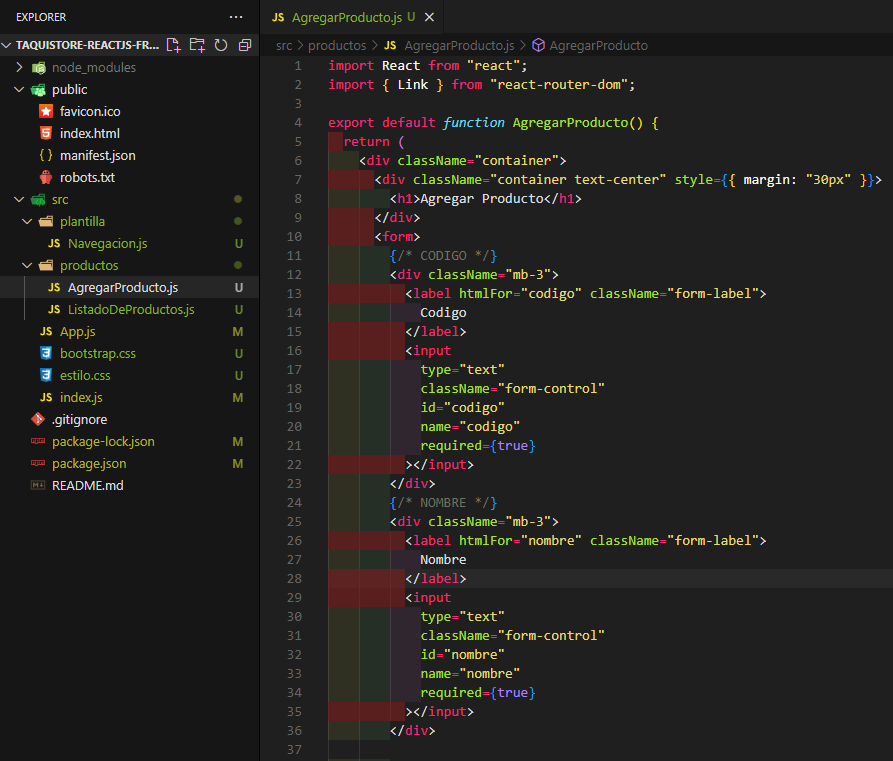 EXPLORER
TAQUISTORE-REACTJS-FR...
node_modules
public
favicon.ico
index.html
{ } manifest.json
robots.txt
src
plantilla
JS Navegacion.js U
productos
JS AgregarProducto.js U
JS ListadoDeProductos.js U
JS App.js M
bootstrap.css U
estilo.css U
JS index.js M
.gitignore
package-lock.json M
package.json M
README.md
JS AgregarProducto.js U
src > productos > JS AgregarProducto.js > AgregarProducto
1 import React from "react";
2 import { Link } from "react-router-dom";
3
4 export default function AgregarProducto() {
5 return (
6 <div className="container">
7 <div className="container text-center" style={{ margin: "30px" }}>
8 <h1>Agregar Producto</h1>
9 </div>
10 <form>
11 {/* CODIGO */}
12 <div className="mb-3">
13 <label htmlFor="codigo" className="form-label">
14 Codigo
15 </label>
16 <input
17 type="text"
18 className="form-control"
19 id="codigo"
20 name="codigo"
21 required={true}
22 ></input>
23 </div>
24 {/* NOMBRE */}
25 <div className="mb-3">
26 <label htmlFor="nombre" className="form-label">
27 Nombre
28 </label>
29 <input
30 type="text"
31 className="form-control"
32 id="nombre"
33 name="nombre"
34 required={true}
35 ></input>
36 </div>
37